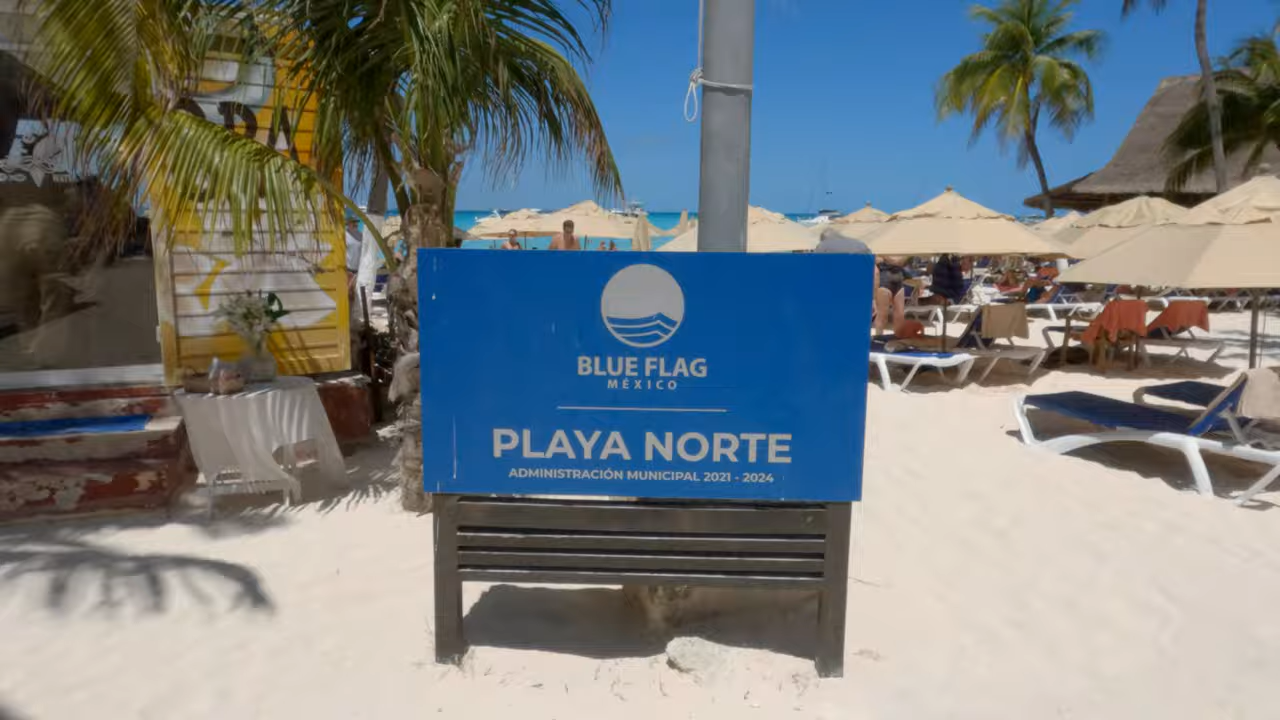 BLUE FLAG
MÉXICO
PLAYA NORTE
ADMINISTRACIÓN MUNICIPAL 2021 - 2024